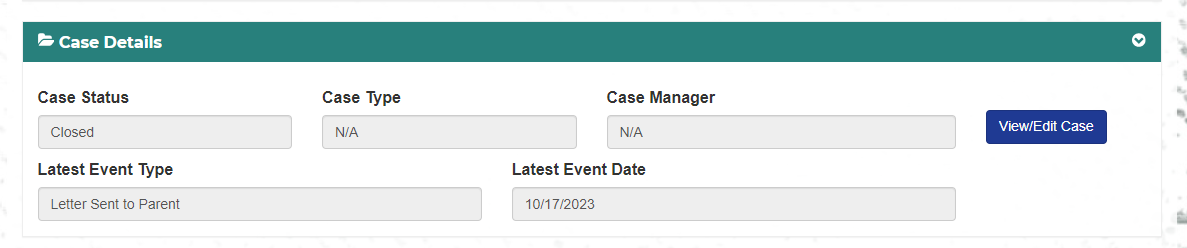 Case Details
Case Status Case Type Case Manager
Closed N/A N/A View/Edit Case
Latest Event Type Latest Event Date
Letter Sent to Parent 10/17/2023